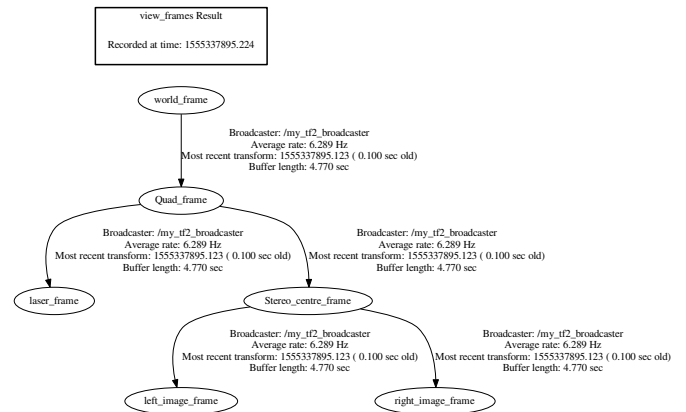 view_frames Result
Recorded at time: 1555337895.224
world_frame
Broadcaster: /my_tf2_broadcaster
Average rate: 6.289 Hz
Most recent transform: 1555337895.123 ( 0.100 sec old)
Buffer length: 4.770 sec
Quad_frame
Broadcaster: /my_tf2_broadcaster
Average rate: 6.289 Hz
Most recent transform: 1555337895.123 ( 0.100 sec old)
Buffer length: 4.770 sec
Broadcaster: /my_tf2_broadcaster
Average rate: 6.289 Hz
Most recent transform: 1555337895.123 ( 0.100 sec old)
Buffer length: 4.770 sec
laser_frame
Stereo_centre_frame
Broadcaster: /my_tf2_broadcaster
Average rate: 6.289 Hz
Most recent transform: 1555337895.123 ( 0.100 sec old)
Buffer length: 4.770 sec
Broadcaster: /my_tf2_broadcaster
Average rate: 6.289 Hz
Most recent transform: 1555337895.123 ( 0.100 sec old)
Buffer length: 4.770 sec
left_image_frame
right_image_frame